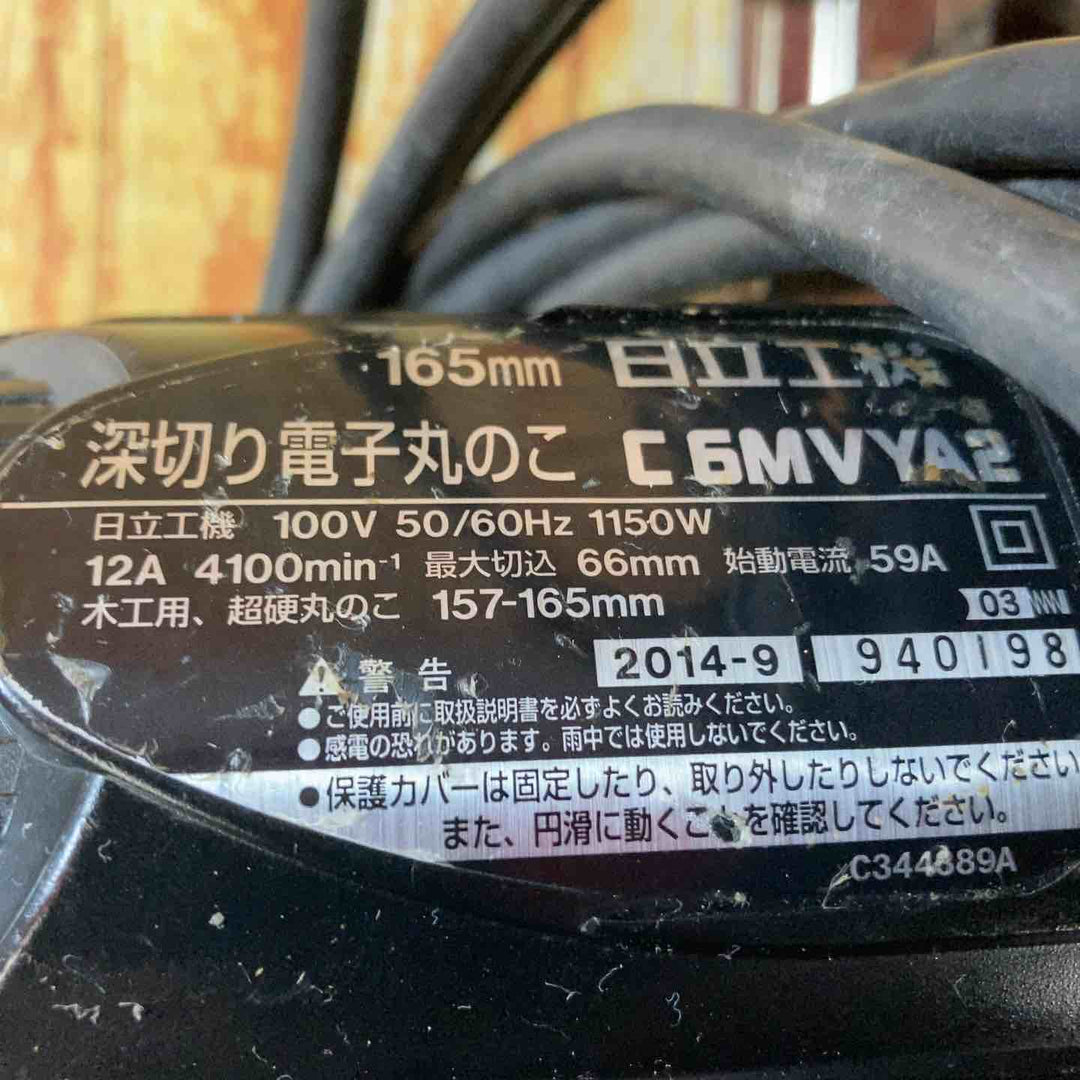 165mm 日立工機
深切り電子丸のこ C 6MVYA2
日立工機 100V 50/60Hz 1150W
12A 4100min⁻¹ 最大切込 66mm 始動電流 59A
木工用、超硬丸のこ 157-165mm
03
2014-9 940198
警告
●ご使用前に取扱説明書を必ずよくお読みください。
●感電の恐れがあります。雨中では使用しないでください。
●保護カバーは固定したり、取り外したりしないでください
また、円滑に動くことを確認してください。
C344889A